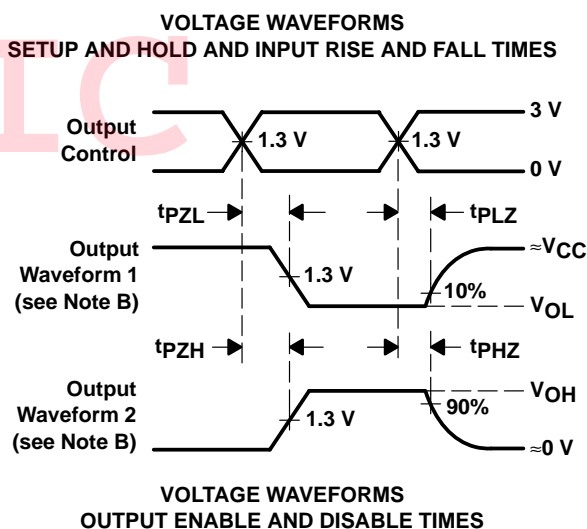 VOLTAGE WAVEFORMS
SETUP AND HOLD AND INPUT RISE AND FALL TIMES
IC
Output
Control
1.3 V
1.3 V
3 V
0 V
tPZL
tPLZ
Output
Waveform 1
(see Note B)
1.3 V
10%
≈VCC
VOL
tPZH
tPHZ
Output
Waveform 2
(see Note B)
1.3 V
90%
VOH
≈0 V
VOLTAGE WAVEFORMS
OUTPUT ENABLE AND DISABLE TIMES